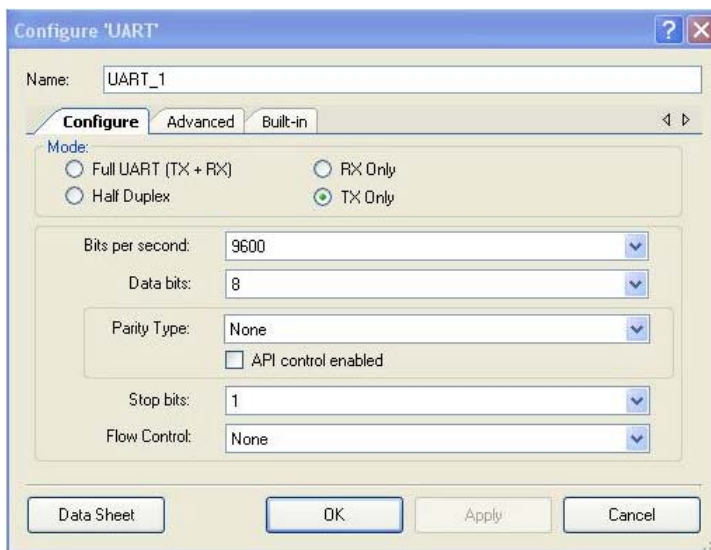 Configure 'UART'
Name: UART_1
Configure Advanced Built-in
Mode:
Full UART (TX + RX) RX Only
Half Duplex TX Only
Bits per second: 9600
Data bits: 8
Parity Type: None
API control enabled
Stop bits: 1
Flow Control: None
Data Sheet OK Apply Cancel